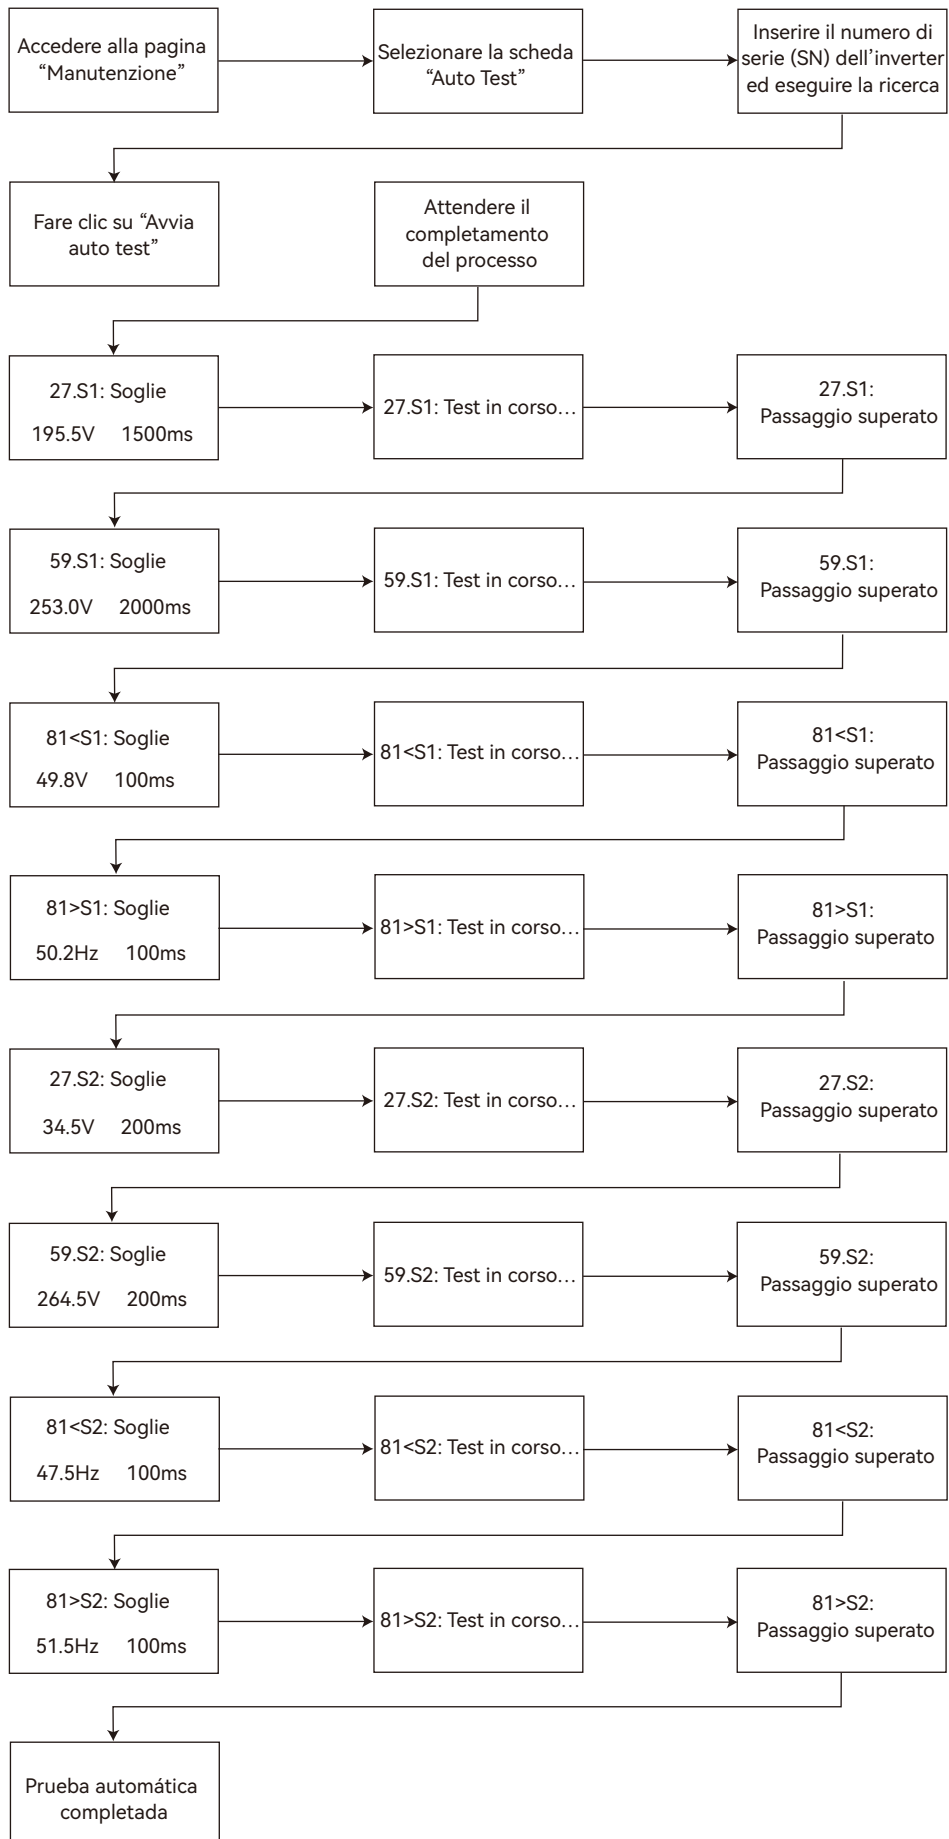 Accedere alla pagina
“Manutenzione”
Selezionare la scheda
“Auto Test”
Inserire il numero di
serie (SN) dell’inverter
ed eseguire la ricerca
Fare clic su “Avvia
auto test”
Attendere il
completamento
del processo
27.S1: Soglie
195.5V 1500ms
27.S1: Test in corso...
27.S1:
Passaggio superato
59.S1: Soglie
253.0V 2000ms
59.S1: Test in corso...
59.S1:
Passaggio superato
81<S1: Soglie
49.8V 100ms
81<S1: Test in corso...
81<S1:
Passaggio superato
81>S1: Soglie
50.2Hz 100ms
81>S1: Test in corso...
81>S1:
Passaggio superato
27.S2: Soglie
34.5V 200ms
27.S2: Test in corso...
27.S2:
Passaggio superato
59.S2: Soglie
264.5V 200ms
59.S2: Test in corso...
59.S2:
Passaggio superato
81<S2: Soglie
47.5Hz 100ms
81<S2: Test in corso...
81<S2:
Passaggio superato
81>S2: Soglie
51.5Hz 100ms
81>S2: Test in corso...
81>S2:
Passaggio superato
Prueba automática
completada